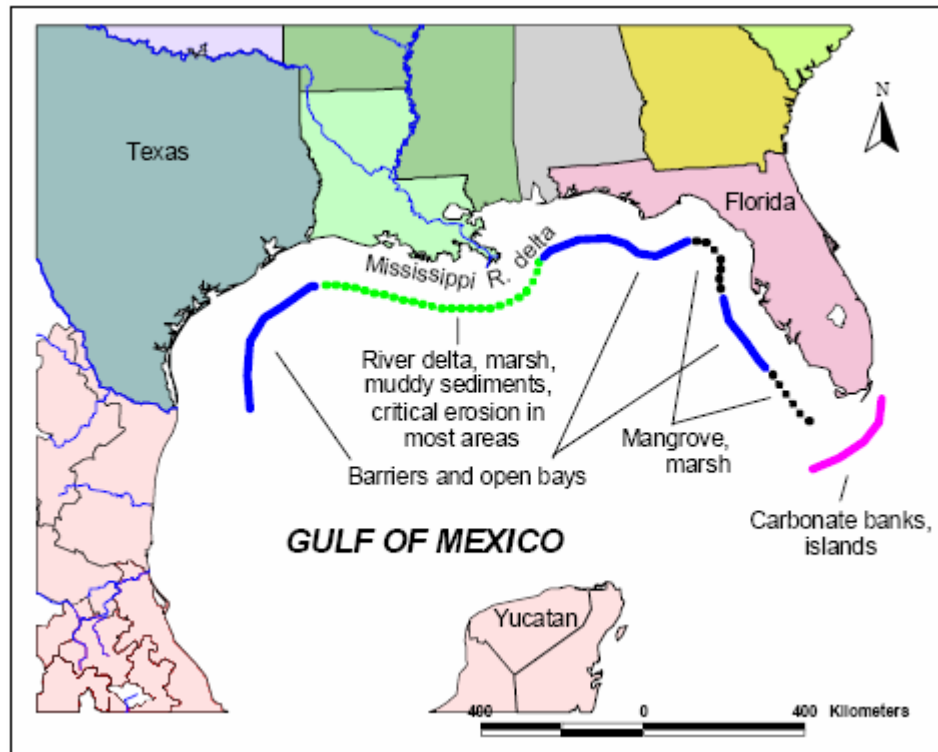 N
Texas
Florida
Mississippi R. delta
River delta, marsh,
muddy sediments,
critical erosion in
most areas
Mangrove,
marsh
Barriers and open bays
Carbonate banks,
islands
GULF OF MEXICO
Yucatan
400 0 400 Kilometers